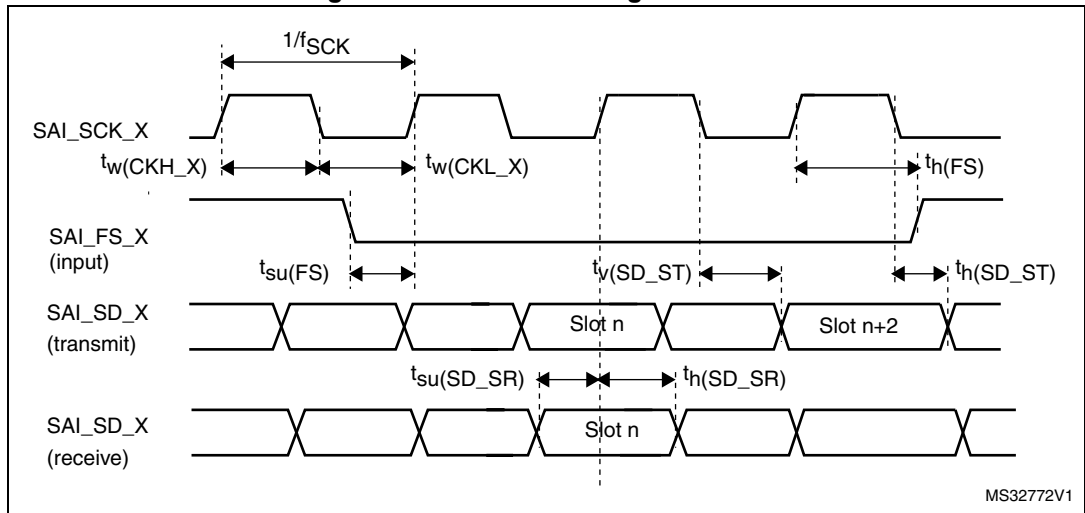 1/fSCK
SAI_SCK_X
tw(CKH_X)
tw(CKL_X)
th(FS)
SAI_FS_X
(input)
tsu(FS)
tv(SD_ST)
th(SD_ST)
SAI_SD_X
(transmit)
Slot n
Slot n+2
tsu(SD_SR)
th(SD_SR)
SAI_SD_X
(receive)
Slot n
MS32772V1